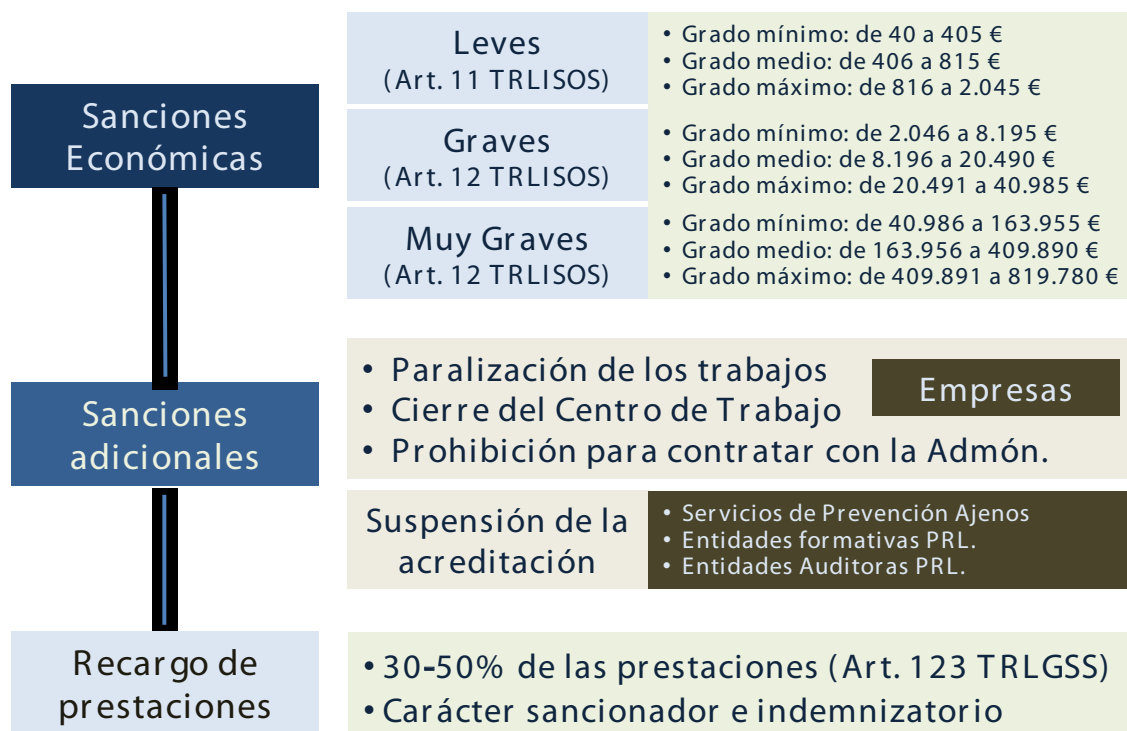 Sanciones
Económicas
Leves
(Art. 11 TRLISOS)
• Grado mínimo: de 40 a 405 €
• Grado medio: de 406 a 815 €
• Grado máximo: de 816 a 2.045 €
Graves
(Art. 12 TRLISOS)
• Grado mínimo: de 2.046 a 8.195 €
• Grado medio: de 8.196 a 20.490 €
• Grado máximo: de 20.491 a 40.985 €
Muy Graves
(Art. 12 TRLISOS)
• Grado mínimo: de 40.986 a 163.955 €
• Grado medio: de 163.956 a 409.890 €
• Grado máximo: de 409.891 a 819.780 €
Sanciones
adicionales
• Paralización de los trabajos
• Cierre del Centro de Trabajo
• Prohibición para contratar con la Admón.
Empresas
Suspensión de la
acreditación
• Servicios de Prevención Ajenos
• Entidades formativas PRL.
• Entidades Auditoras PRL.
Recargo de
prestaciones
• 30-50% de las prestaciones (Art. 123 TRLGSS)
• Carácter sancionador e indemnizatorio